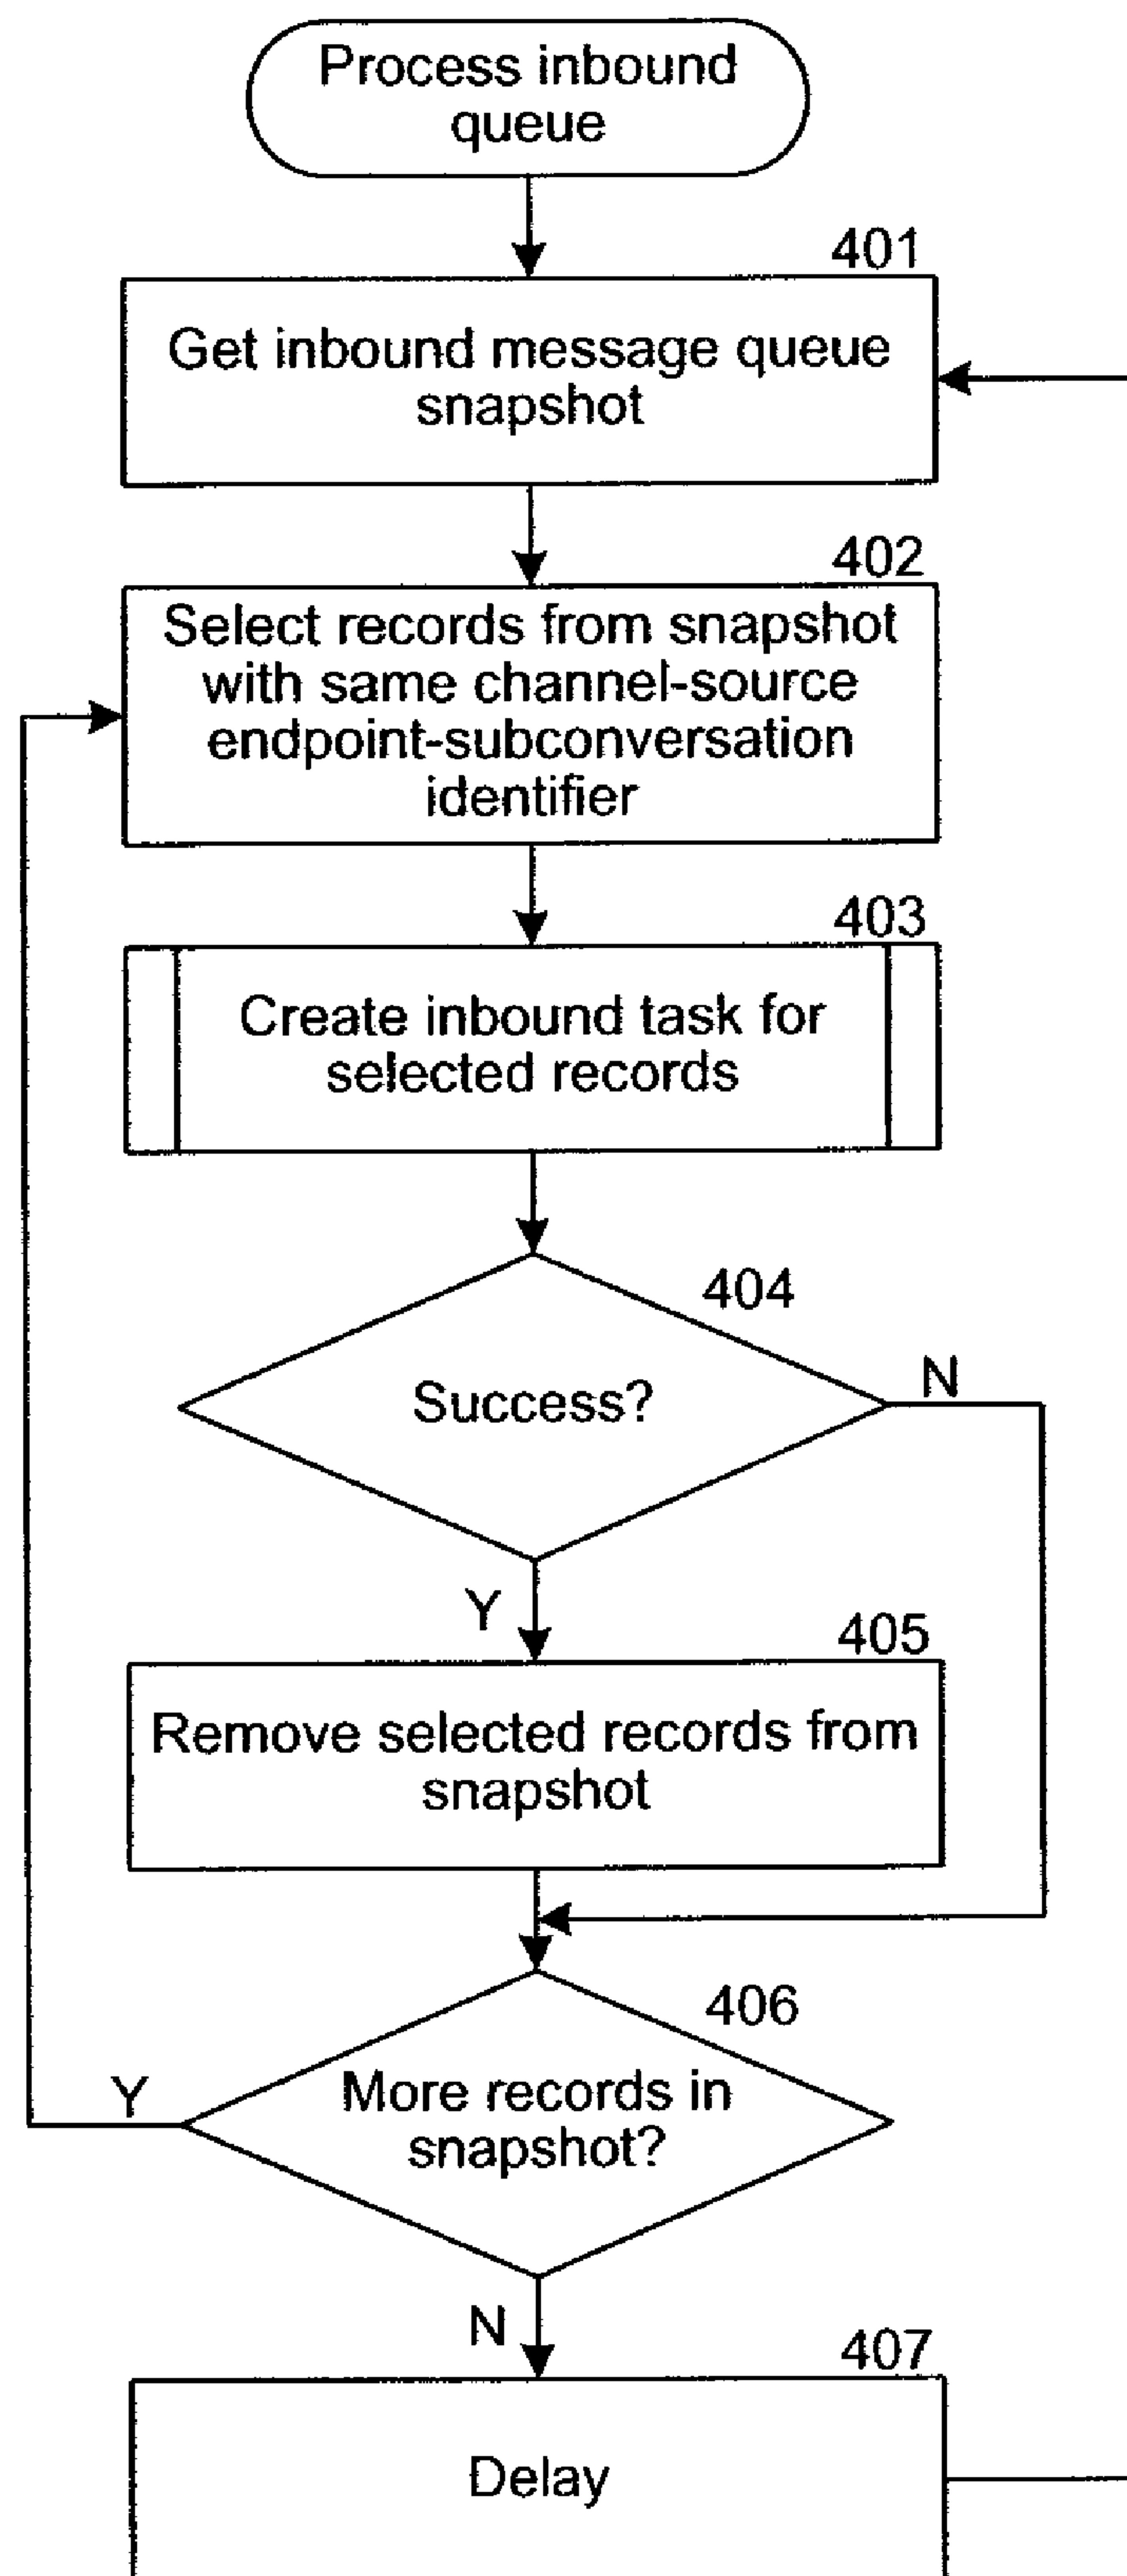 Process inbound
queue
401
Get inbound message queue
snapshot
402
Select records from snapshot
with same channel-source
endpoint-subconversation
identifier
403
Create inbound task for
selected records
404
Success?
N
Y
405
Remove selected records from
snapshot
406
More records in
snapshot?
Y
N
407
Delay